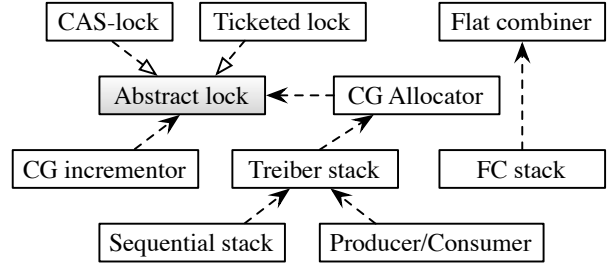 CAS-lock
Ticketed lock
Flat combiner
Abstract lock
CG Allocator
CG incrementor
Treiber stack
FC stack
Sequential stack
Producer/Consumer